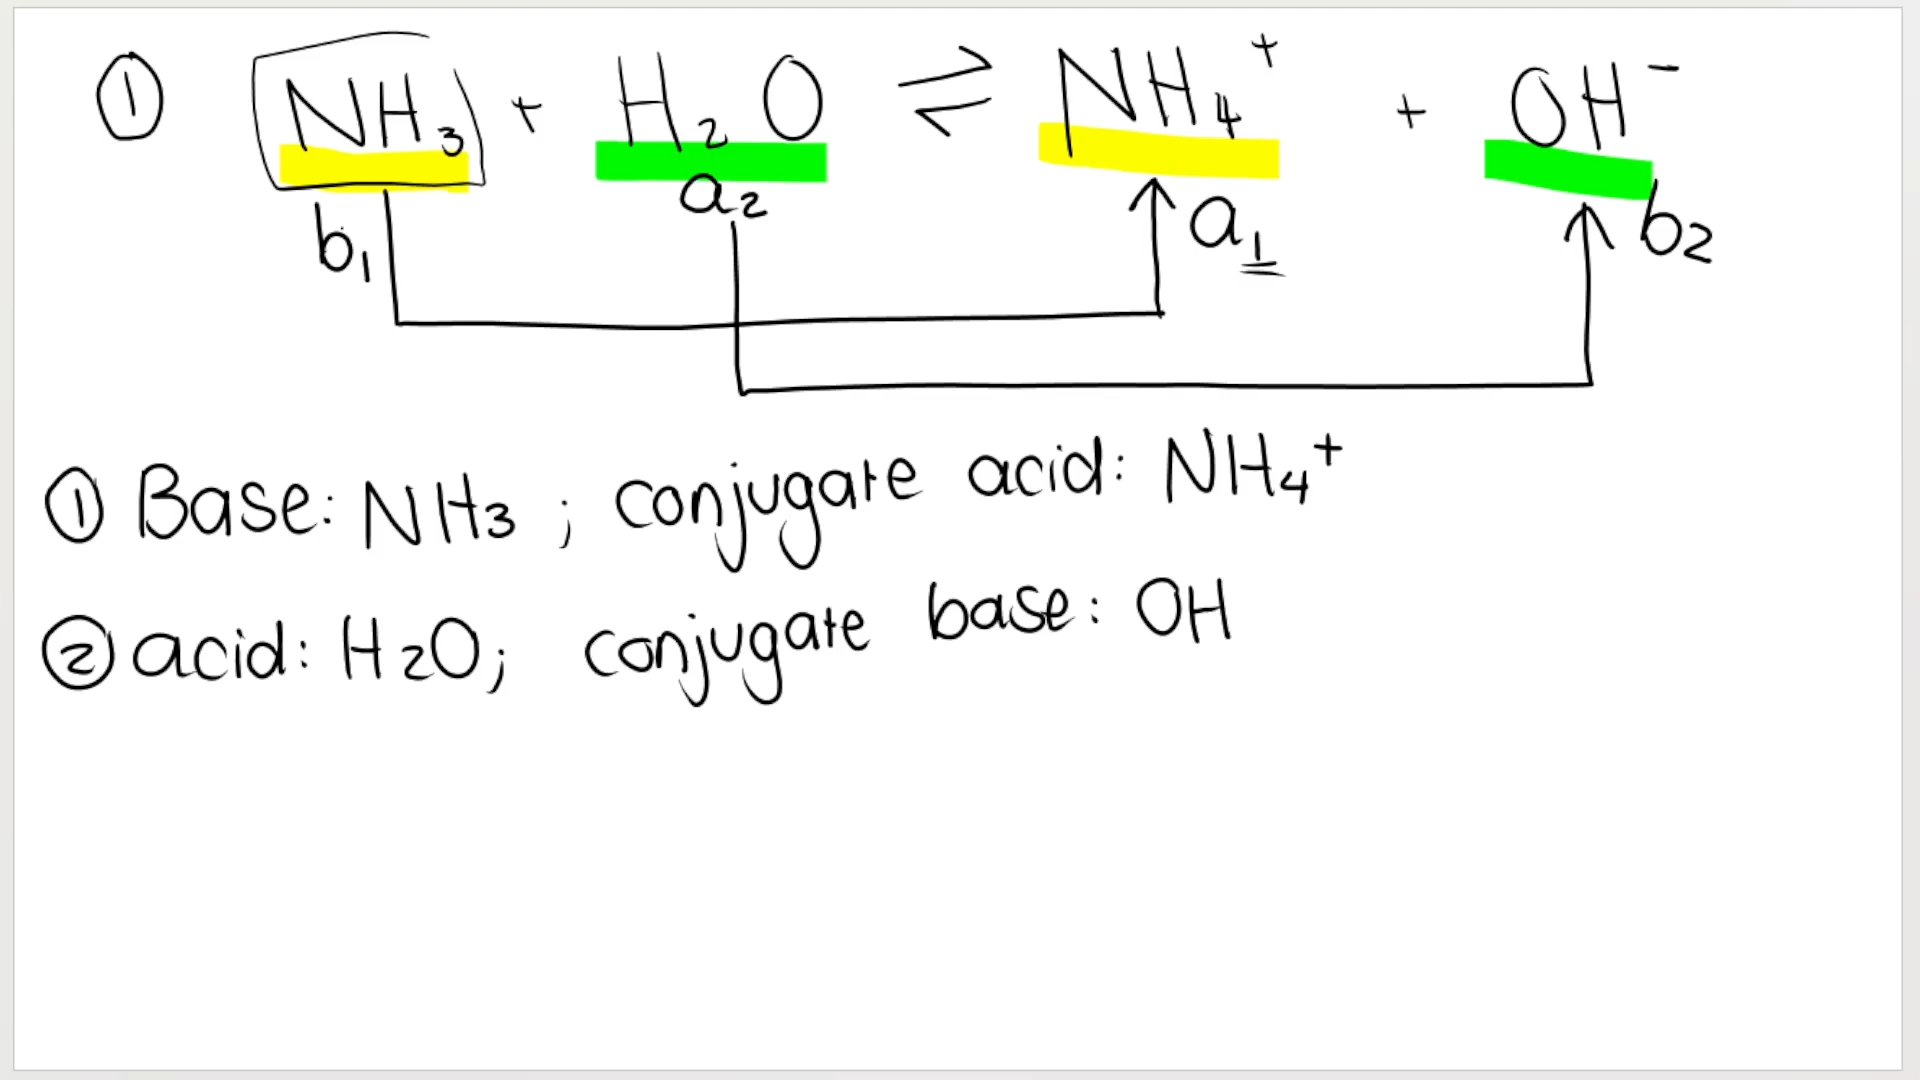 ① NH₃ + H₂O ⇌ NH₄⁺ + OH⁻
b₁ a₂ a₁ b₂
① Base: NH₃ ; conjugate acid: NH₄⁺
② acid: H₂O; conjugate base: OH